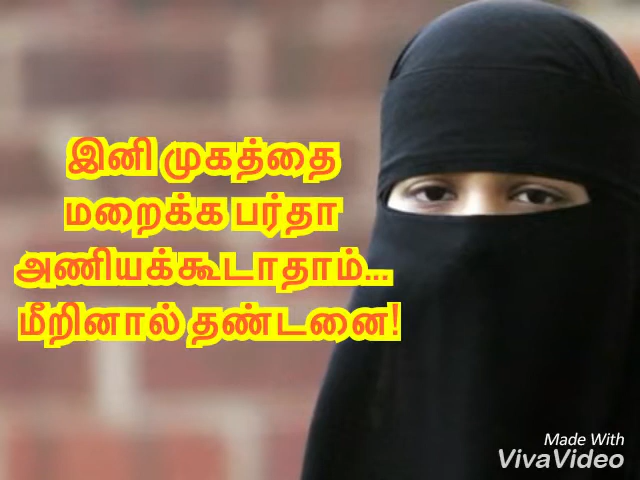 இனி முகத்தை
மறைக்க பர்தா
அணியக்கூடாதாம்...
மீறினால் தண்டனை!
Made With
VivaVideo